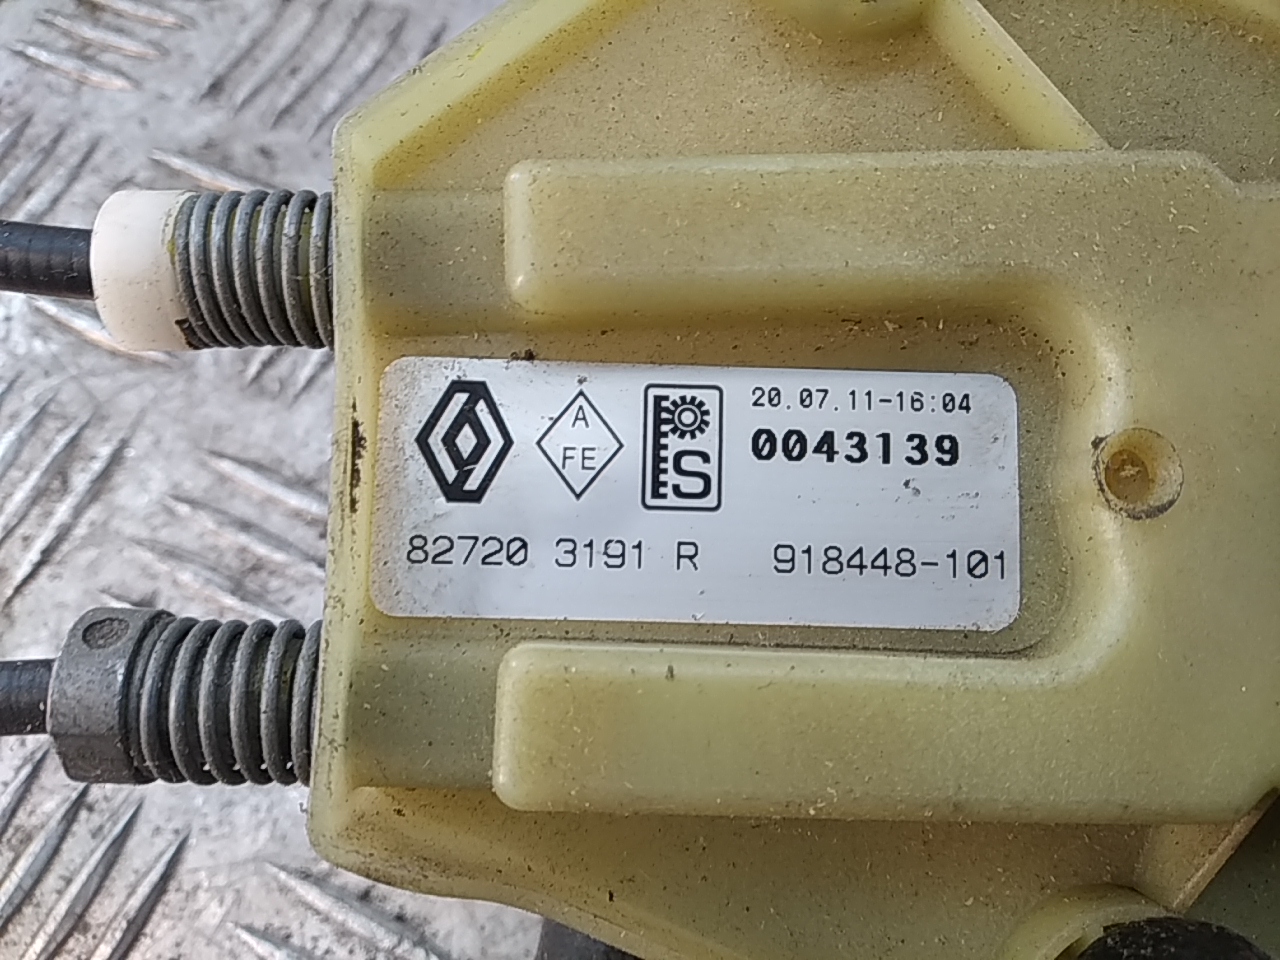 A
FE
S
20.07.11-16:04
0043139
82720 3191 R 918448-101